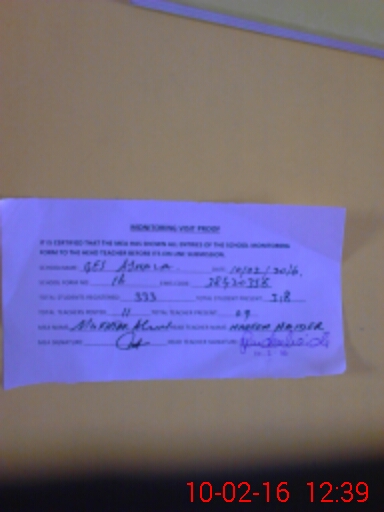 MONITORING VISIT PROOF
IT IS CERTIFIED THAT THE MEA HAS SHOWN ALL ENTRIES OF THE SCHOOL MONITORING
FORM TO THE HEAD TEACHER BEFORE ITS ON-LINE SUBMISSION.
SCHOOL NAME GES DATE 10/02/2016
SCHOOL FORM NO. EMIS CODE
TOTAL STUDENTS REGISTERED 333 TOTAL STUDENT PRESENT 318
TOTAL TEACHERS POSTED 11 TOTAL TEACHER PRESENT 09
MEA NAME HEAD TEACHER NAME HAIDER
MEA SIGNATURE HEAD TEACHER SIGNATURE
10-02-16 12:39